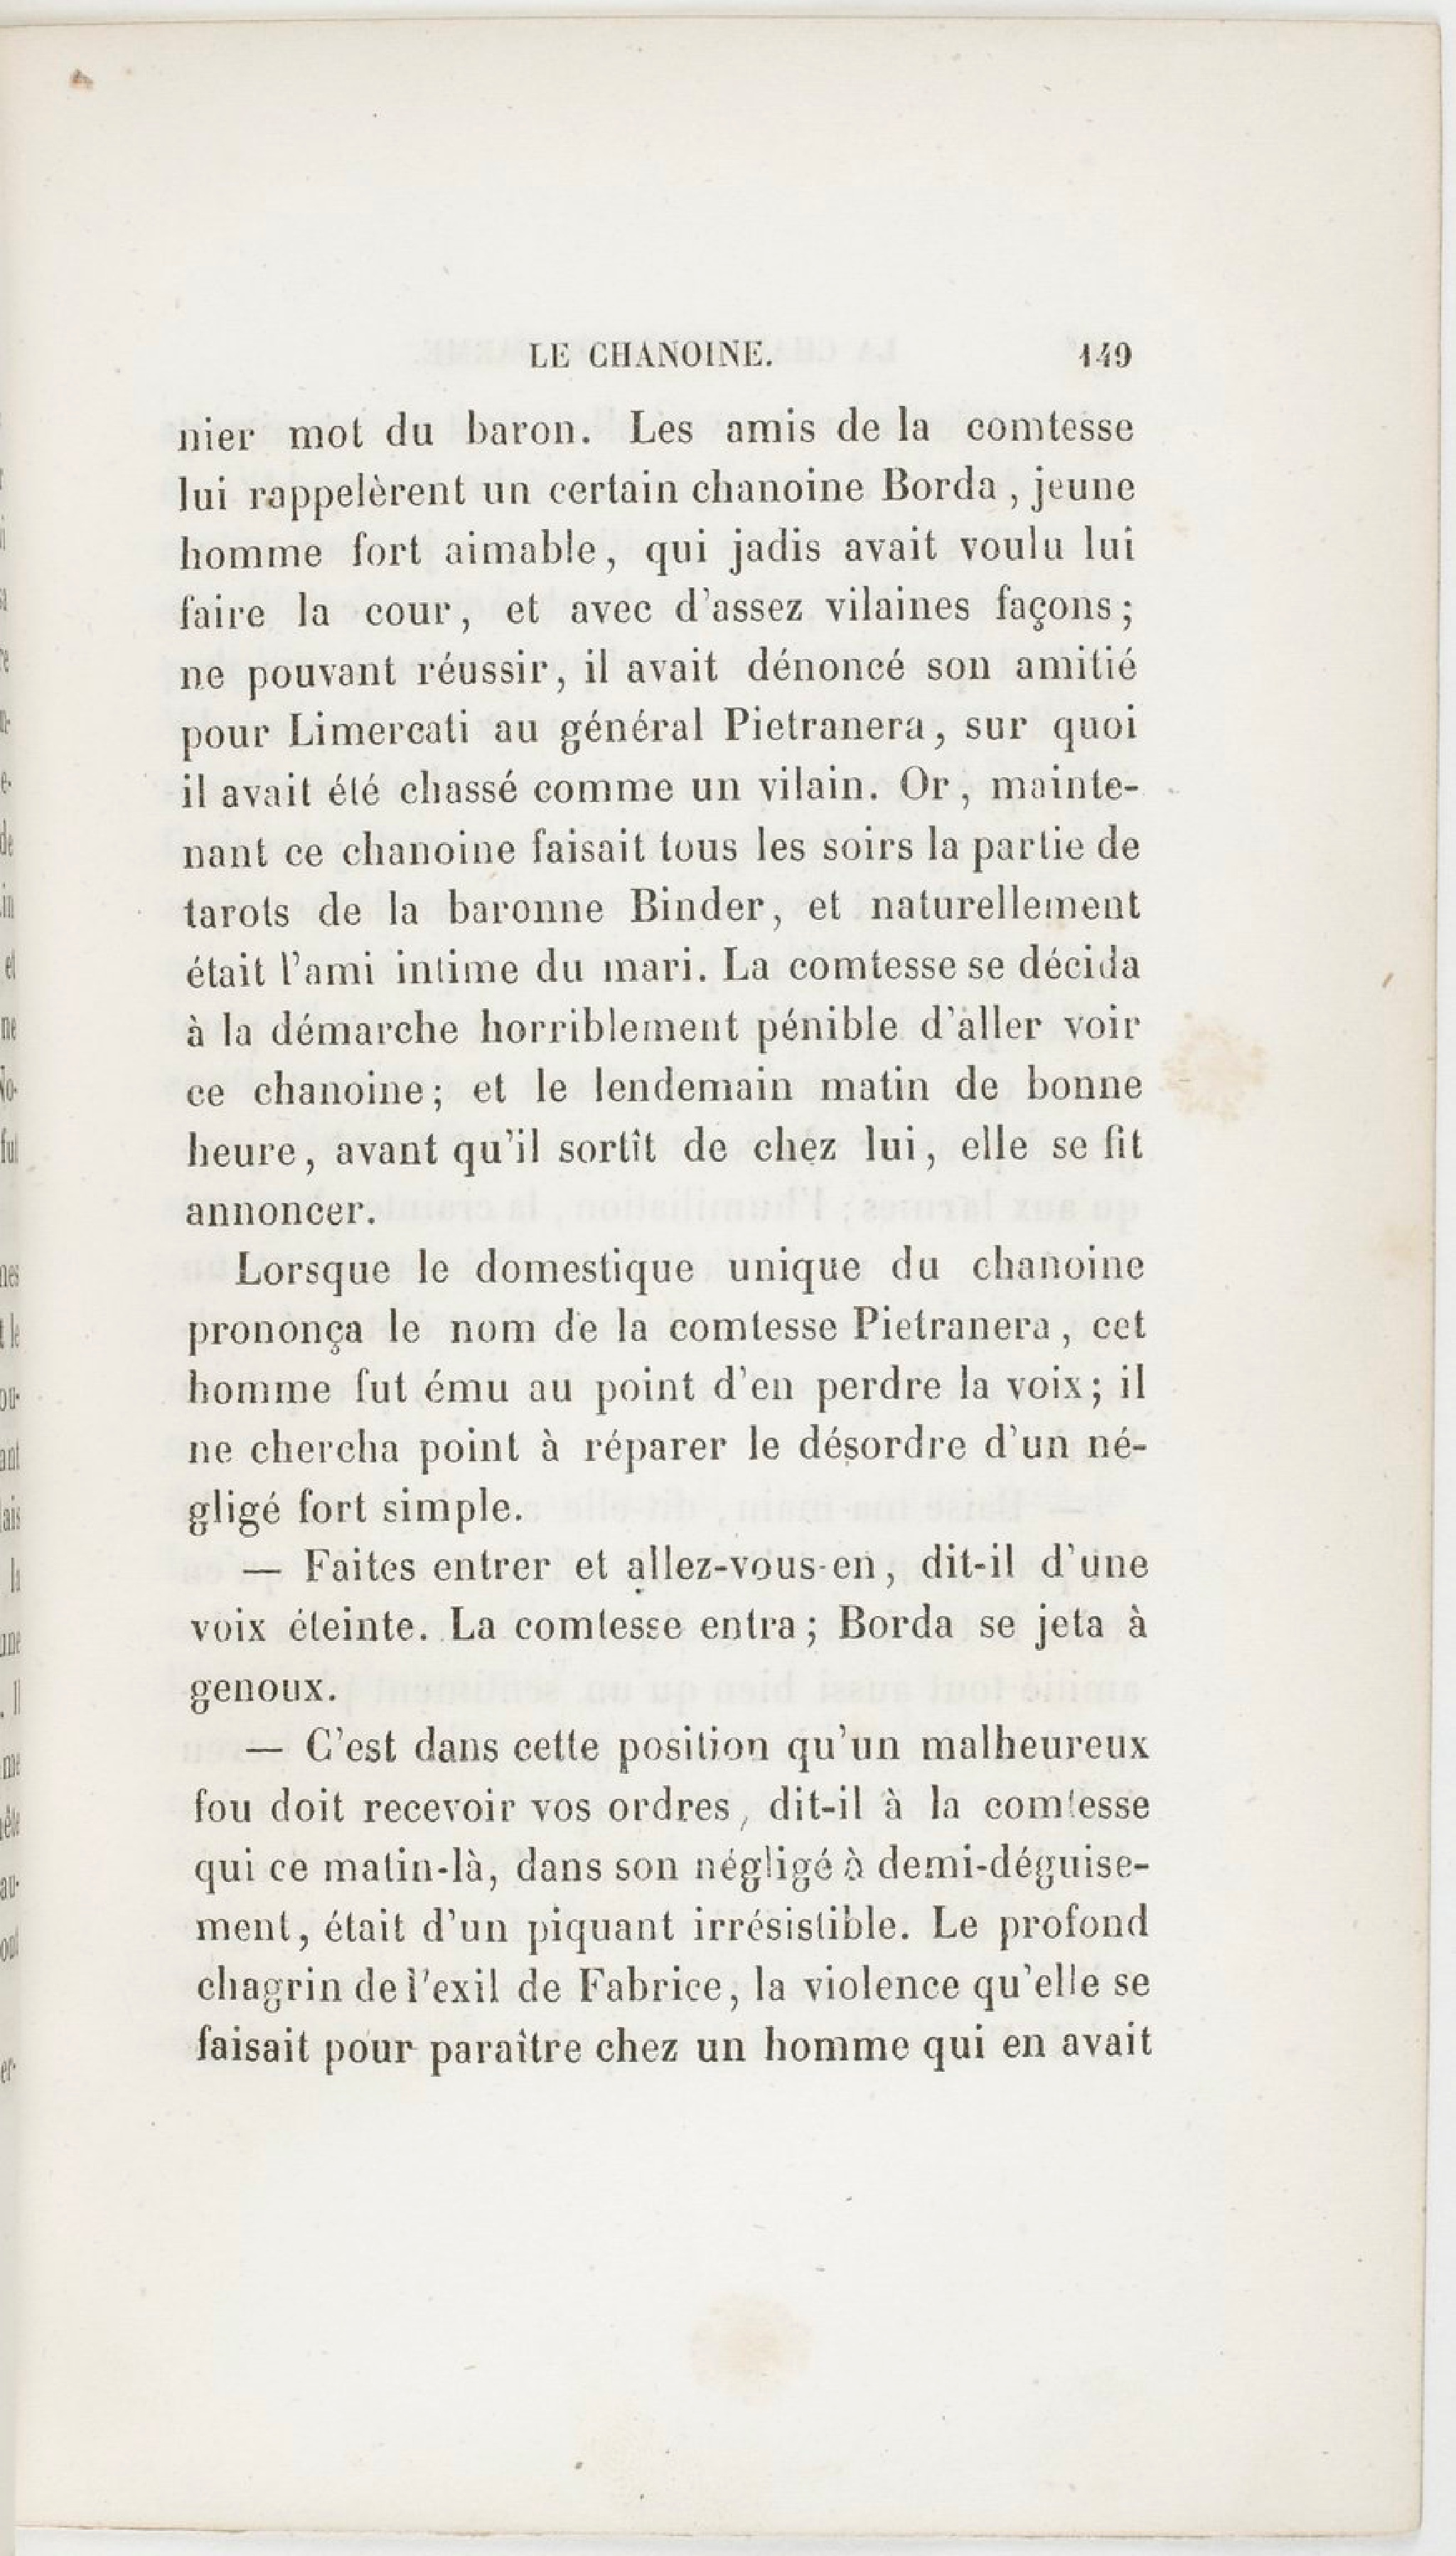 LE CHANOINE. 149
nier mot du baron. Les amis de la comtesse
lui rappelèrent un certain chanoine Borda, jeune
homme fort aimable, qui jadis avait voulu lui
faire la cour, et avec d'assez vilaines façons;
ne pouvant réussir, il avait dénoncé son amitié
pour Limercati au général Pietranera, sur quoi
il avait été chassé comme un vilain. Or, mainte-
nant ce chanoine faisait tous les soirs la partie de
tarots de la baronne Binder, et naturellement
était l'ami intime du mari. La comtesse se décida
à la démarche horriblement pénible d'aller voir
ce chanoine; et le lendemain matin de bonne
heure, avant qu'il sortît de chez lui, elle se fit
annoncer.
Lorsque le domestique unique du chanoine
prononça le nom de la comtesse Pietranera, cet
homme fut ému au point d'en perdre la voix; il
ne chercha point à réparer le désordre d'un né-
gligé fort simple.
— Faites entrer et allez-vous-en, dit-il d'une
voix éteinte. La comtesse entra; Borda se jeta à
genoux.
— C'est dans cette position qu'un malheureux
fou doit recevoir vos ordres, dit-il à la comtesse
qui ce matin-là, dans son négligé à demi-déguise-
ment, était d'un piquant irrésistible. Le profond
chagrin de l'exil de Fabrice, la violence qu'elle se
faisait pour paraître chez un homme qui en avait